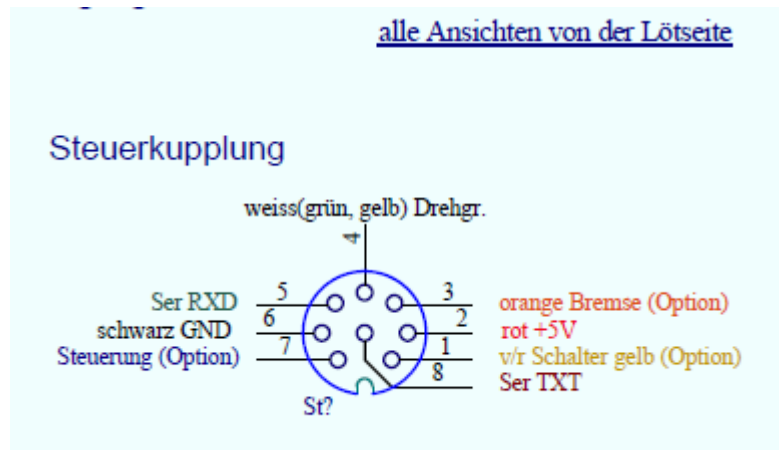 alle Ansichten von der Lötseite
Steuerkupplung
weiss(grün, gelb) Drehgr.
4
Ser RXD 5 3 orange Bremse (Option)
schwarz GND 6 2 rot +5V
Steuerung (Option) 7 1 v/r Schalter gelb (Option)
8 Ser TXT
St?